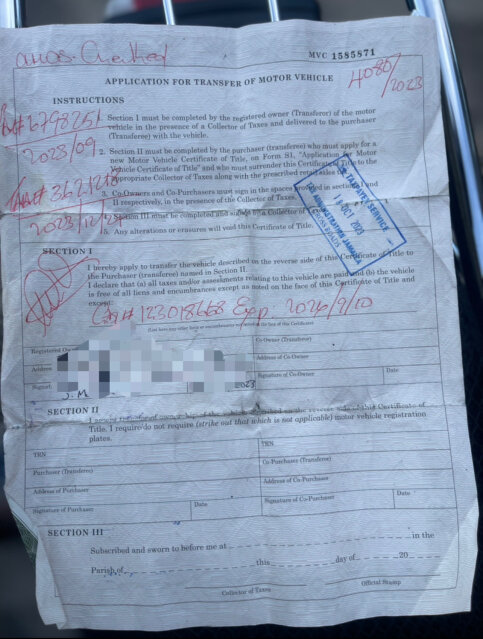 MVC 1585871
4080/2023
APPLICATION FOR TRANSFER OF MOTOR VEHICLE
INSTRUCTIONS
Section I must be completed by the registered owner (Transferor) of the motor
vehicle in the presence of a Collector of Taxes and delivered to the purchaser
(Transferee) with the vehicle.
2. Section II must be completed by the purchaser (transferee) who must apply for a
new Motor Vehicle Certificate of Title, on Form S1, "Application for Motor
Vehicle Certificate of Title" and who must surrender this Certificate of Title to the
appropriate Collector of Taxes along with the prescribed
Co-Owners and Co-Purchasers must sign in the spaces provided in section I and
II respectively, in the presence of the Collector of Taxes.
Section III must be completed and signed by a Collector of
5. Any alterations or erasures will void this Certificate of Title.
6798251
2023/09
2023/12/
TAXPAYER SERVICE
TAX ADMINISTRATION JAMAICA
OCT 2023
SECTION I
I hereby apply to transfer the vehicle described on the reverse side of this Certificate of Title to
the Purchaser (transferee) named in Section II.
I declare that (a) all taxes and/or assessments relating to this vehicle are paid and (b) the vehicle
is free of all liens and encumbrances except as noted on the face of this Certificate of Title and
except:
123018668 Exp. 2026/9/10
Registered Owner
Co-Owner (Transferor)
Address
Address of Co-Owner
Signat
2023
Signature of Co-Owner
Date
J. M
SECTION II
of the vehicle described on the reverse side of this Certificate of
Title. I require/do not require (strike out that which is not applicable) motor vehicle registration
plates.
TRN
TRN
Purchaser (Transferee)
Co-Purchaser (Transferee)
Address of Purchaser
Address of Co-Purchaser
Signature of Purchaser
Date
Signature of Co-Purchaser
Date
SECTION III
Subscribed and sworn to before me at in the
Parish of this day of 20
Collector of Taxes
Official Stamp